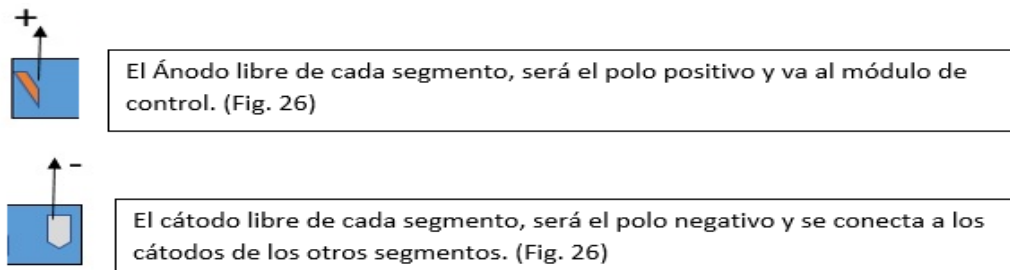 +
El Ánodo libre de cada segmento, será el polo positivo y va al módulo de
control. (Fig. 26)
-
El cátodo libre de cada segmento, será el polo negativo y se conecta a los
cátodos de los otros segmentos. (Fig. 26)